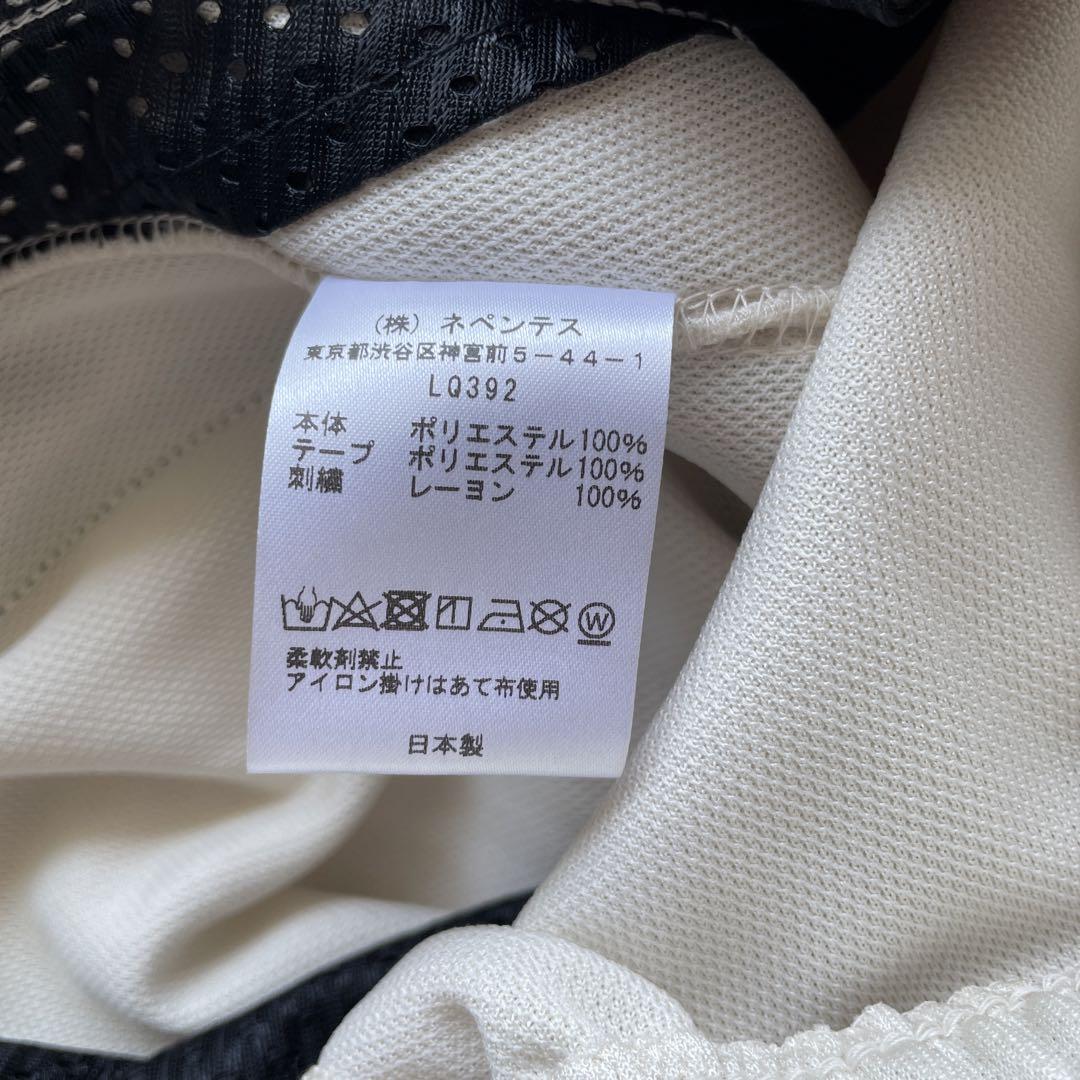 (株) ネペンテス
東京都渋谷区神宮前5-44-1
LQ392
本体 ポリエステル100%
テープ ポリエステル100%
刺繍 レーヨン 100%
W
柔軟剤禁止
アイロン掛けはあて布使用
日本製